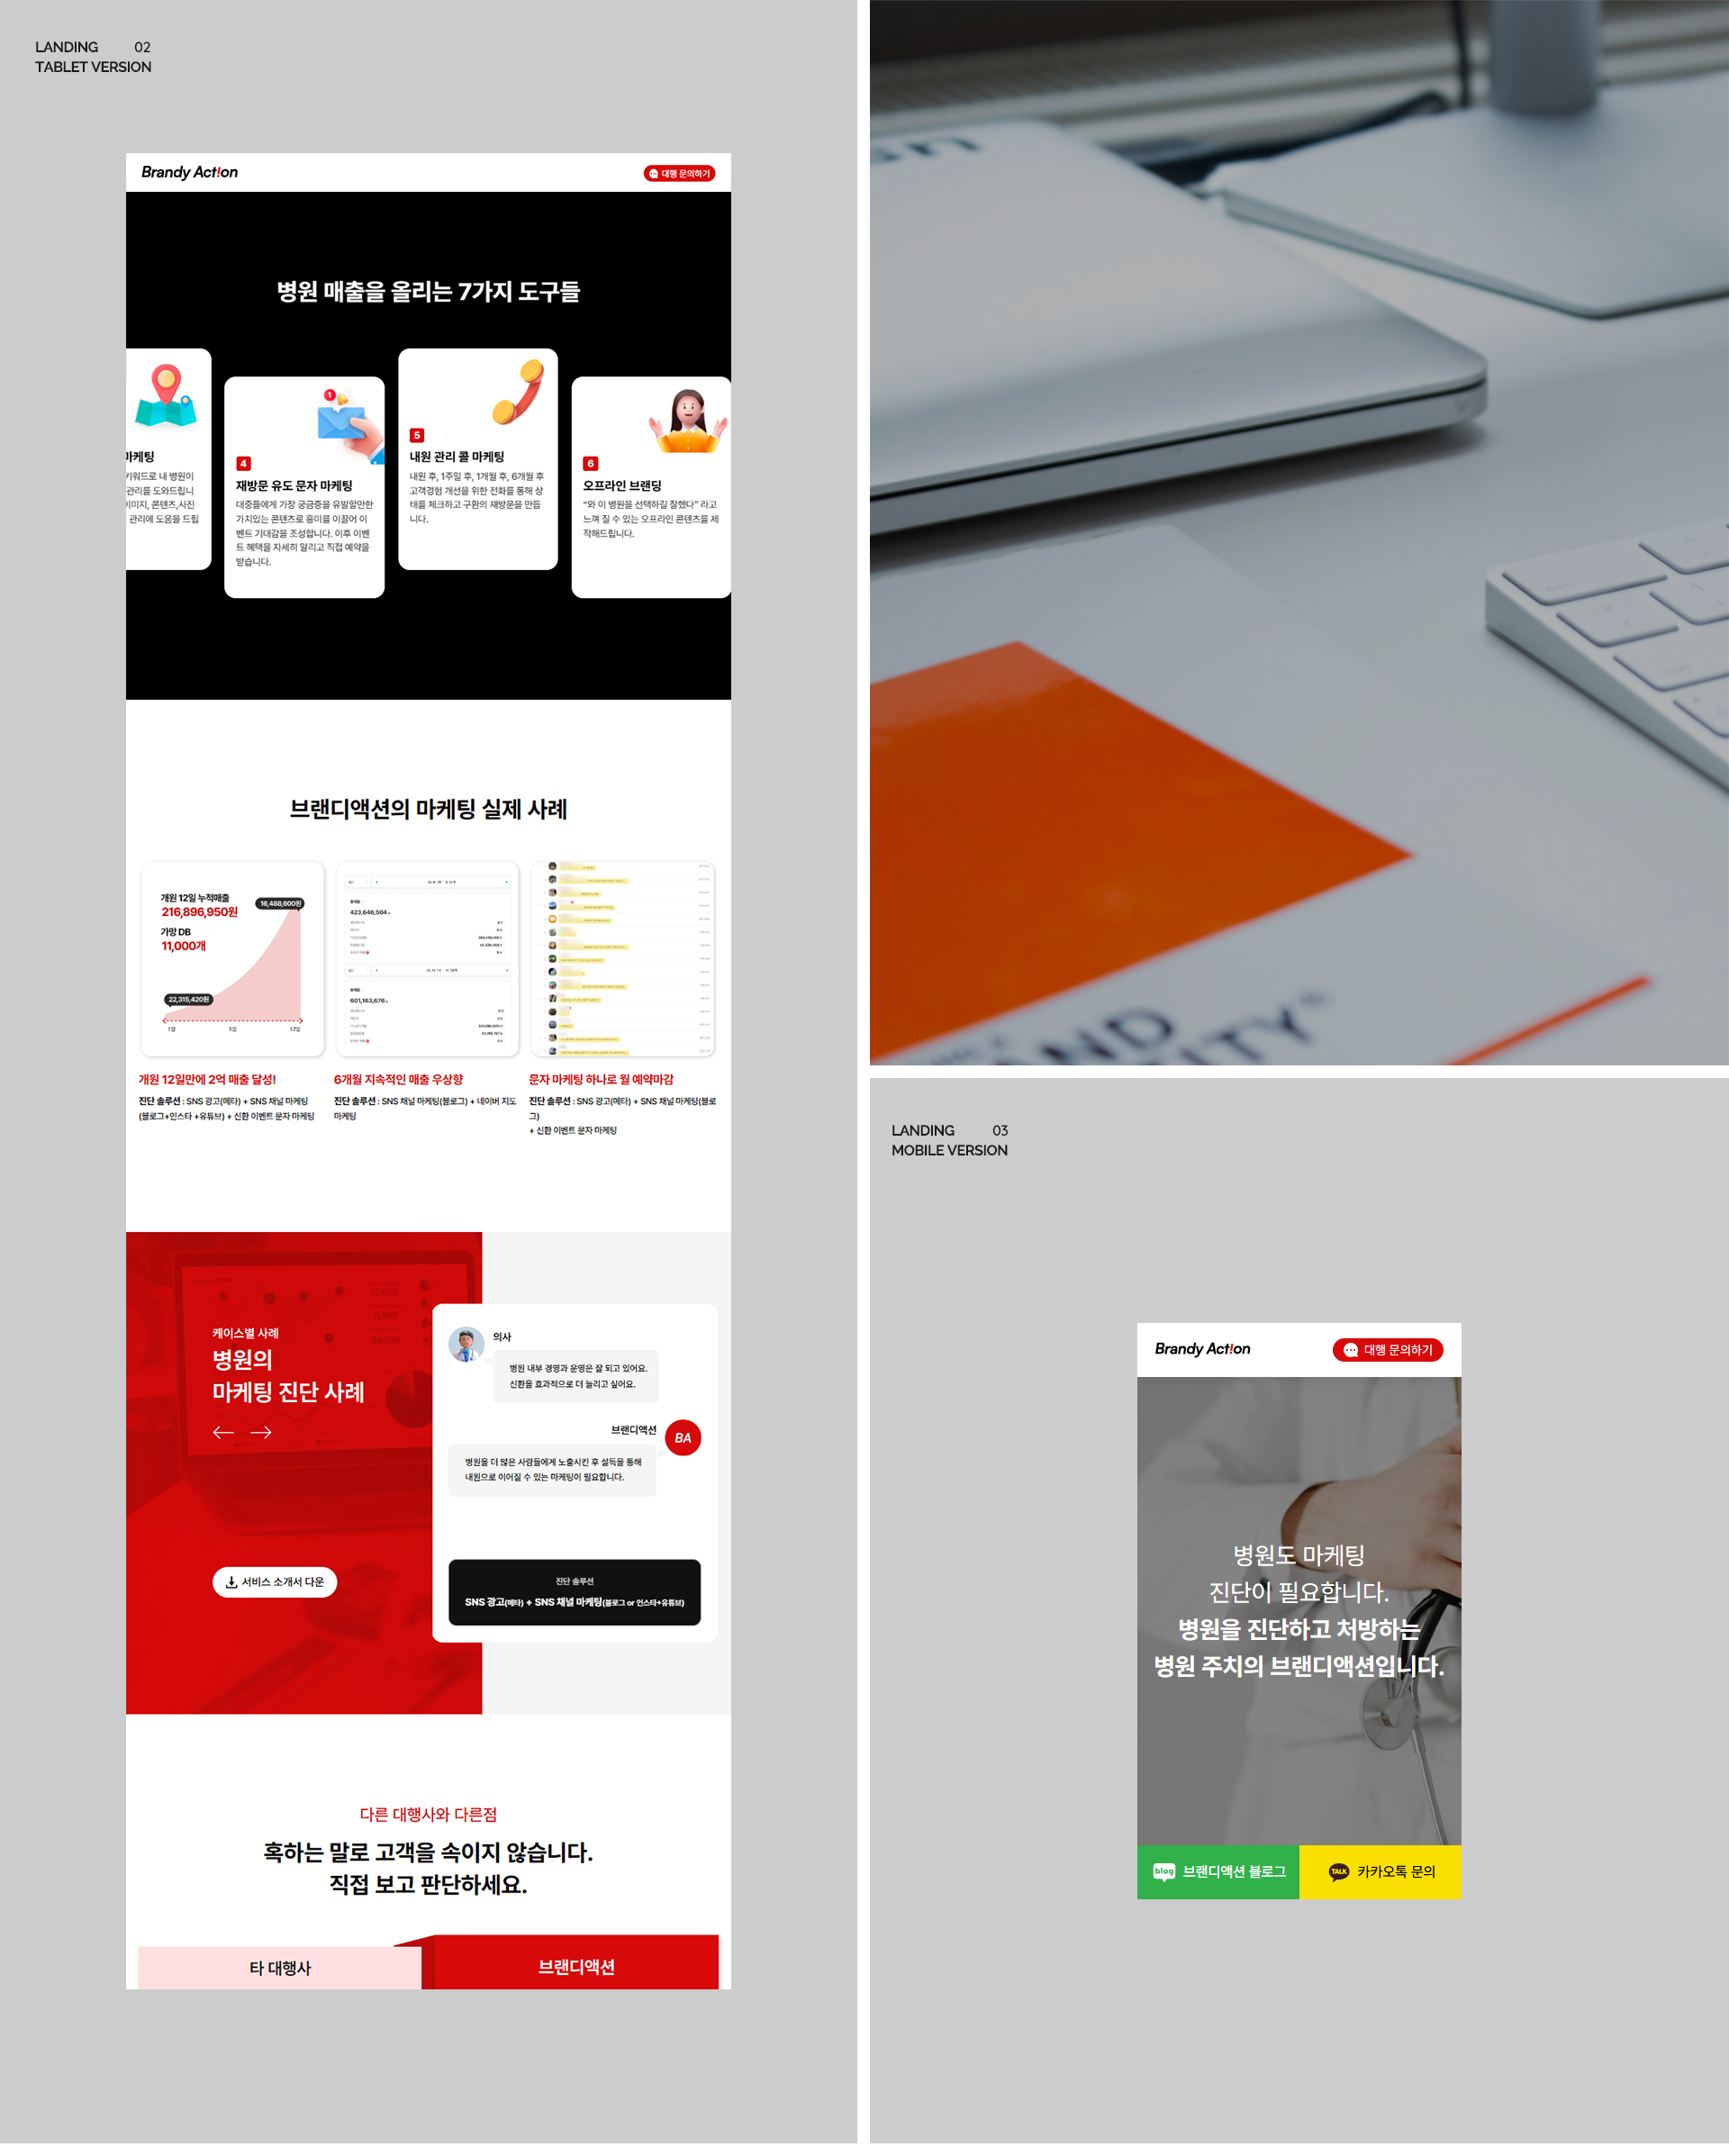 LANDING 02
TABLET VERSION
Brandy Act!on
대행 문의하기
병원 매출을 올리는 7가지 도구들
마케팅
키워드로 내 병원이
관리를 도와드립니
이미지, 콘텐츠,사진
관리에 도움을 드립
4
재방문 유도 문자 마케팅
대중들에게 가장 궁금증을 유발할만한
가치있는 콘텐츠로 흥미를 이끌어 이
벤트 기대감을 조성합니다. 이후 이벤
트 혜택을 자세히 알리고 직접 예약을
받습니다.
5
내원 관리 콜 마케팅
내원 후, 1주일 후, 1개월 후, 6개월 후
고객경험 개선을 위한 전화를 통해 상
태를 체크하고 구환의 재방문을 만듭
니다.
6
오프라인 브랜딩
“와 이 병원을 선택하길 잘했다” 라고
느껴 질 수 있는 오프라인 콘텐츠를 제
작해드립니다.
브랜디액션의 마케팅 실제 사례
개원 12일 누적매출
216,896,950원
가망 DB
11,000개
16,488,600원
22,315,420원
1일
5일
12일
423,646,504
601,163,676
개원 12일만에 2억 매출 달성!
진단 솔루션 : SNS 광고(메타) + SNS 채널 마케팅
(블로그+인스타 +유튜브) + 신환 이벤트 문자 마케팅
6개월 지속적인 매출 우상향
진단 솔루션 : SNS 채널 마케팅(블로그) + 네이버 지도
마케팅
문자 마케팅 하나로 월 예약마감
진단 솔루션 : SNS 광고(메타) + SNS 채널 마케팅(블로
그)
+ 신환 이벤트 문자 마케팅
케이스별 사례
병원의
마케팅 진단 사례
서비스 소개서 다운
의사
병원 내부 경영과 운영은 잘 되고 있어요.
신환을 효과적으로 더 늘리고 싶어요.
브랜디액션
BA
병원을 더 많은 사람들에게 노출시킨 후 설득을 통해
내원으로 이어질 수 있는 마케팅이 필요합니다.
진단 솔루션
SNS 광고(메타) + SNS 채널 마케팅(블로그 or 인스타+유튜브)
다른 대행사와 다른점
혹하는 말로 고객을 속이지 않습니다.
직접 보고 판단하세요.
타 대행사
브랜디액션
LANDING 03
MOBILE VERSION
Brandy Act!on
대행 문의하기
병원도 마케팅
진단이 필요합니다.
병원을 진단하고 처방하는
병원 주치의 브랜디액션입니다.
blog
브랜디액션 블로그
TALK
카카오톡 문의